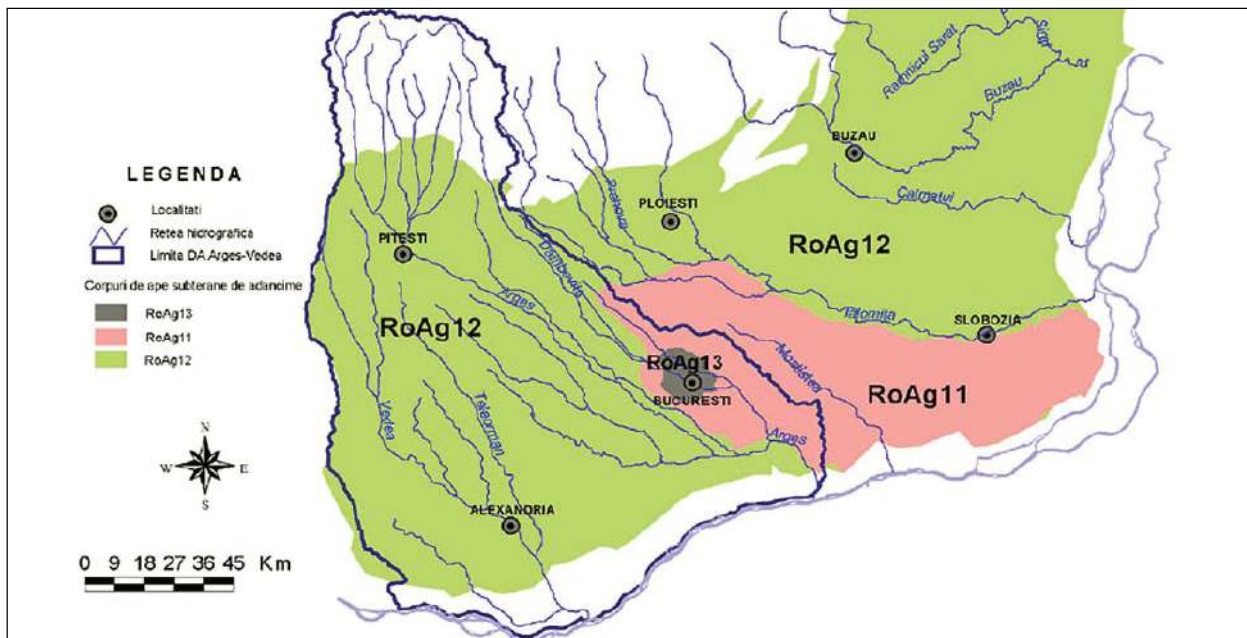 LEGENDA
Localitati
Retea hidrografica
Limita DA Arges-Vedea
Corpuri de ape subterane de adancime
RoAg13
RoAg11
RoAg12
N
W E
S
0 9 18 27 36 45 Km
Ramnicul Sarat
Buzau
BUZAU
Calmatui
Prahova
PLOIESTI
RoAg12
PITESTI
Dambovita
Arges
RoAg12
Ialomita
SLOBOZIA
RoAg13
BUCURESTI
Mostistea
RoAg11
Arges
Vedea
Teleorman
ALEXANDRIA